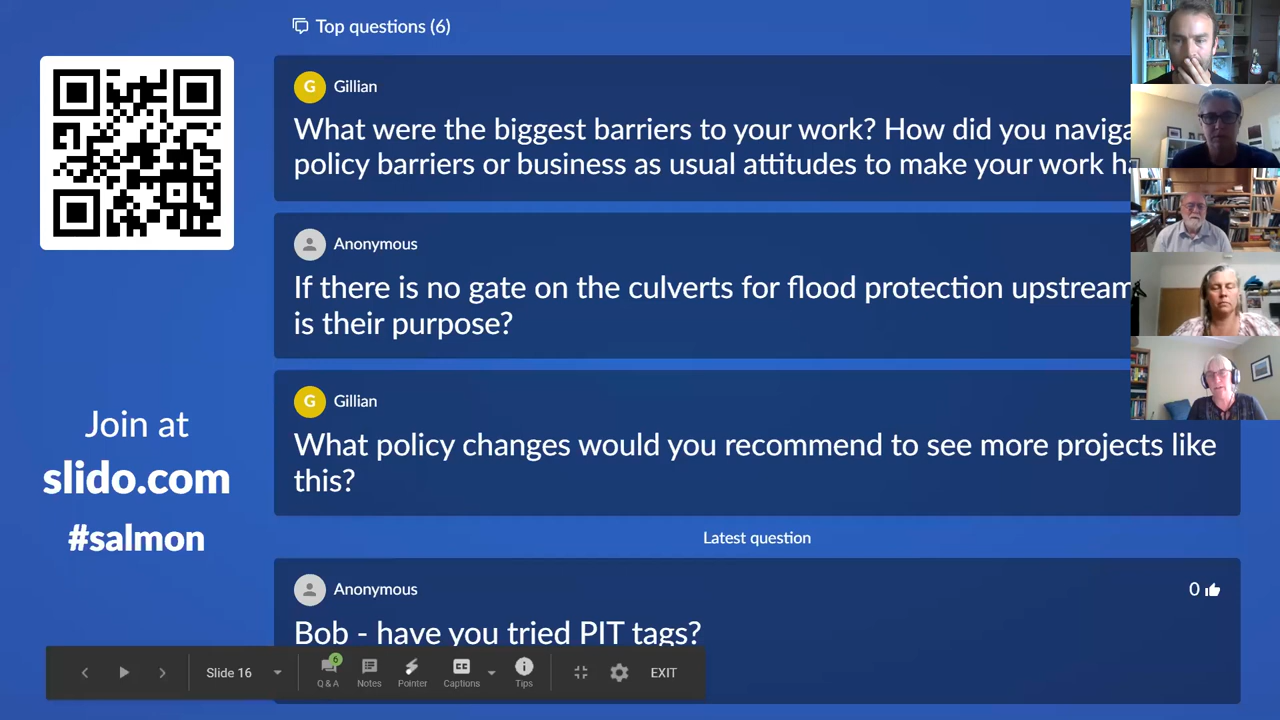 Top questions (6)
G Gillian
What were the biggest barriers to your work? How did you naviga
policy barriers or business as usual attitudes to make your work ha
Anonymous
If there is no gate on the culverts for flood protection upstream
is their purpose?
G Gillian
What policy changes would you recommend to see more projects like
this?
Latest question
Anonymous
0
Bob - have you tried PIT tags?
Join at
slido.com
#salmon
Slide 16
6
Q & A
Notes
Pointer
CC
Captions
Tips
EXIT